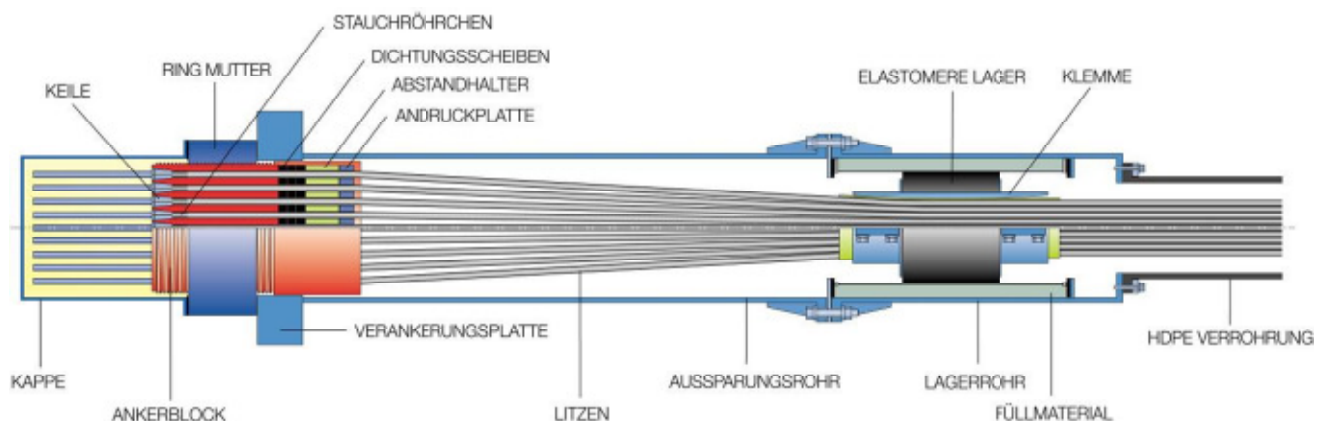 STAUCHRÖHRCHEN
DICHTUNGSSCHEIBEN
RING MUTTER
ABSTANDHALTER
ELASTOMERE LAGER
KLEMME
KEILE
ANDRUCKPLATTE
VERANKERUNGSPLATTE
HDPE VERROHRUNG
KAPPE
AUSSPARUNGSROHR
LAGERROHR
ANKERBLOCK
LITZEN
FÜLLMATERIAL